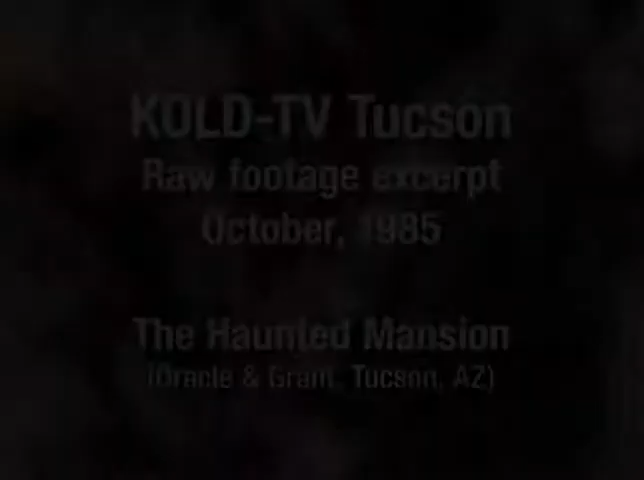 KOLD-TV Tucson
Raw footage excerpt
October, 1985
The Haunted Mansion
(Oracle & Grant, Tucson, AZ)